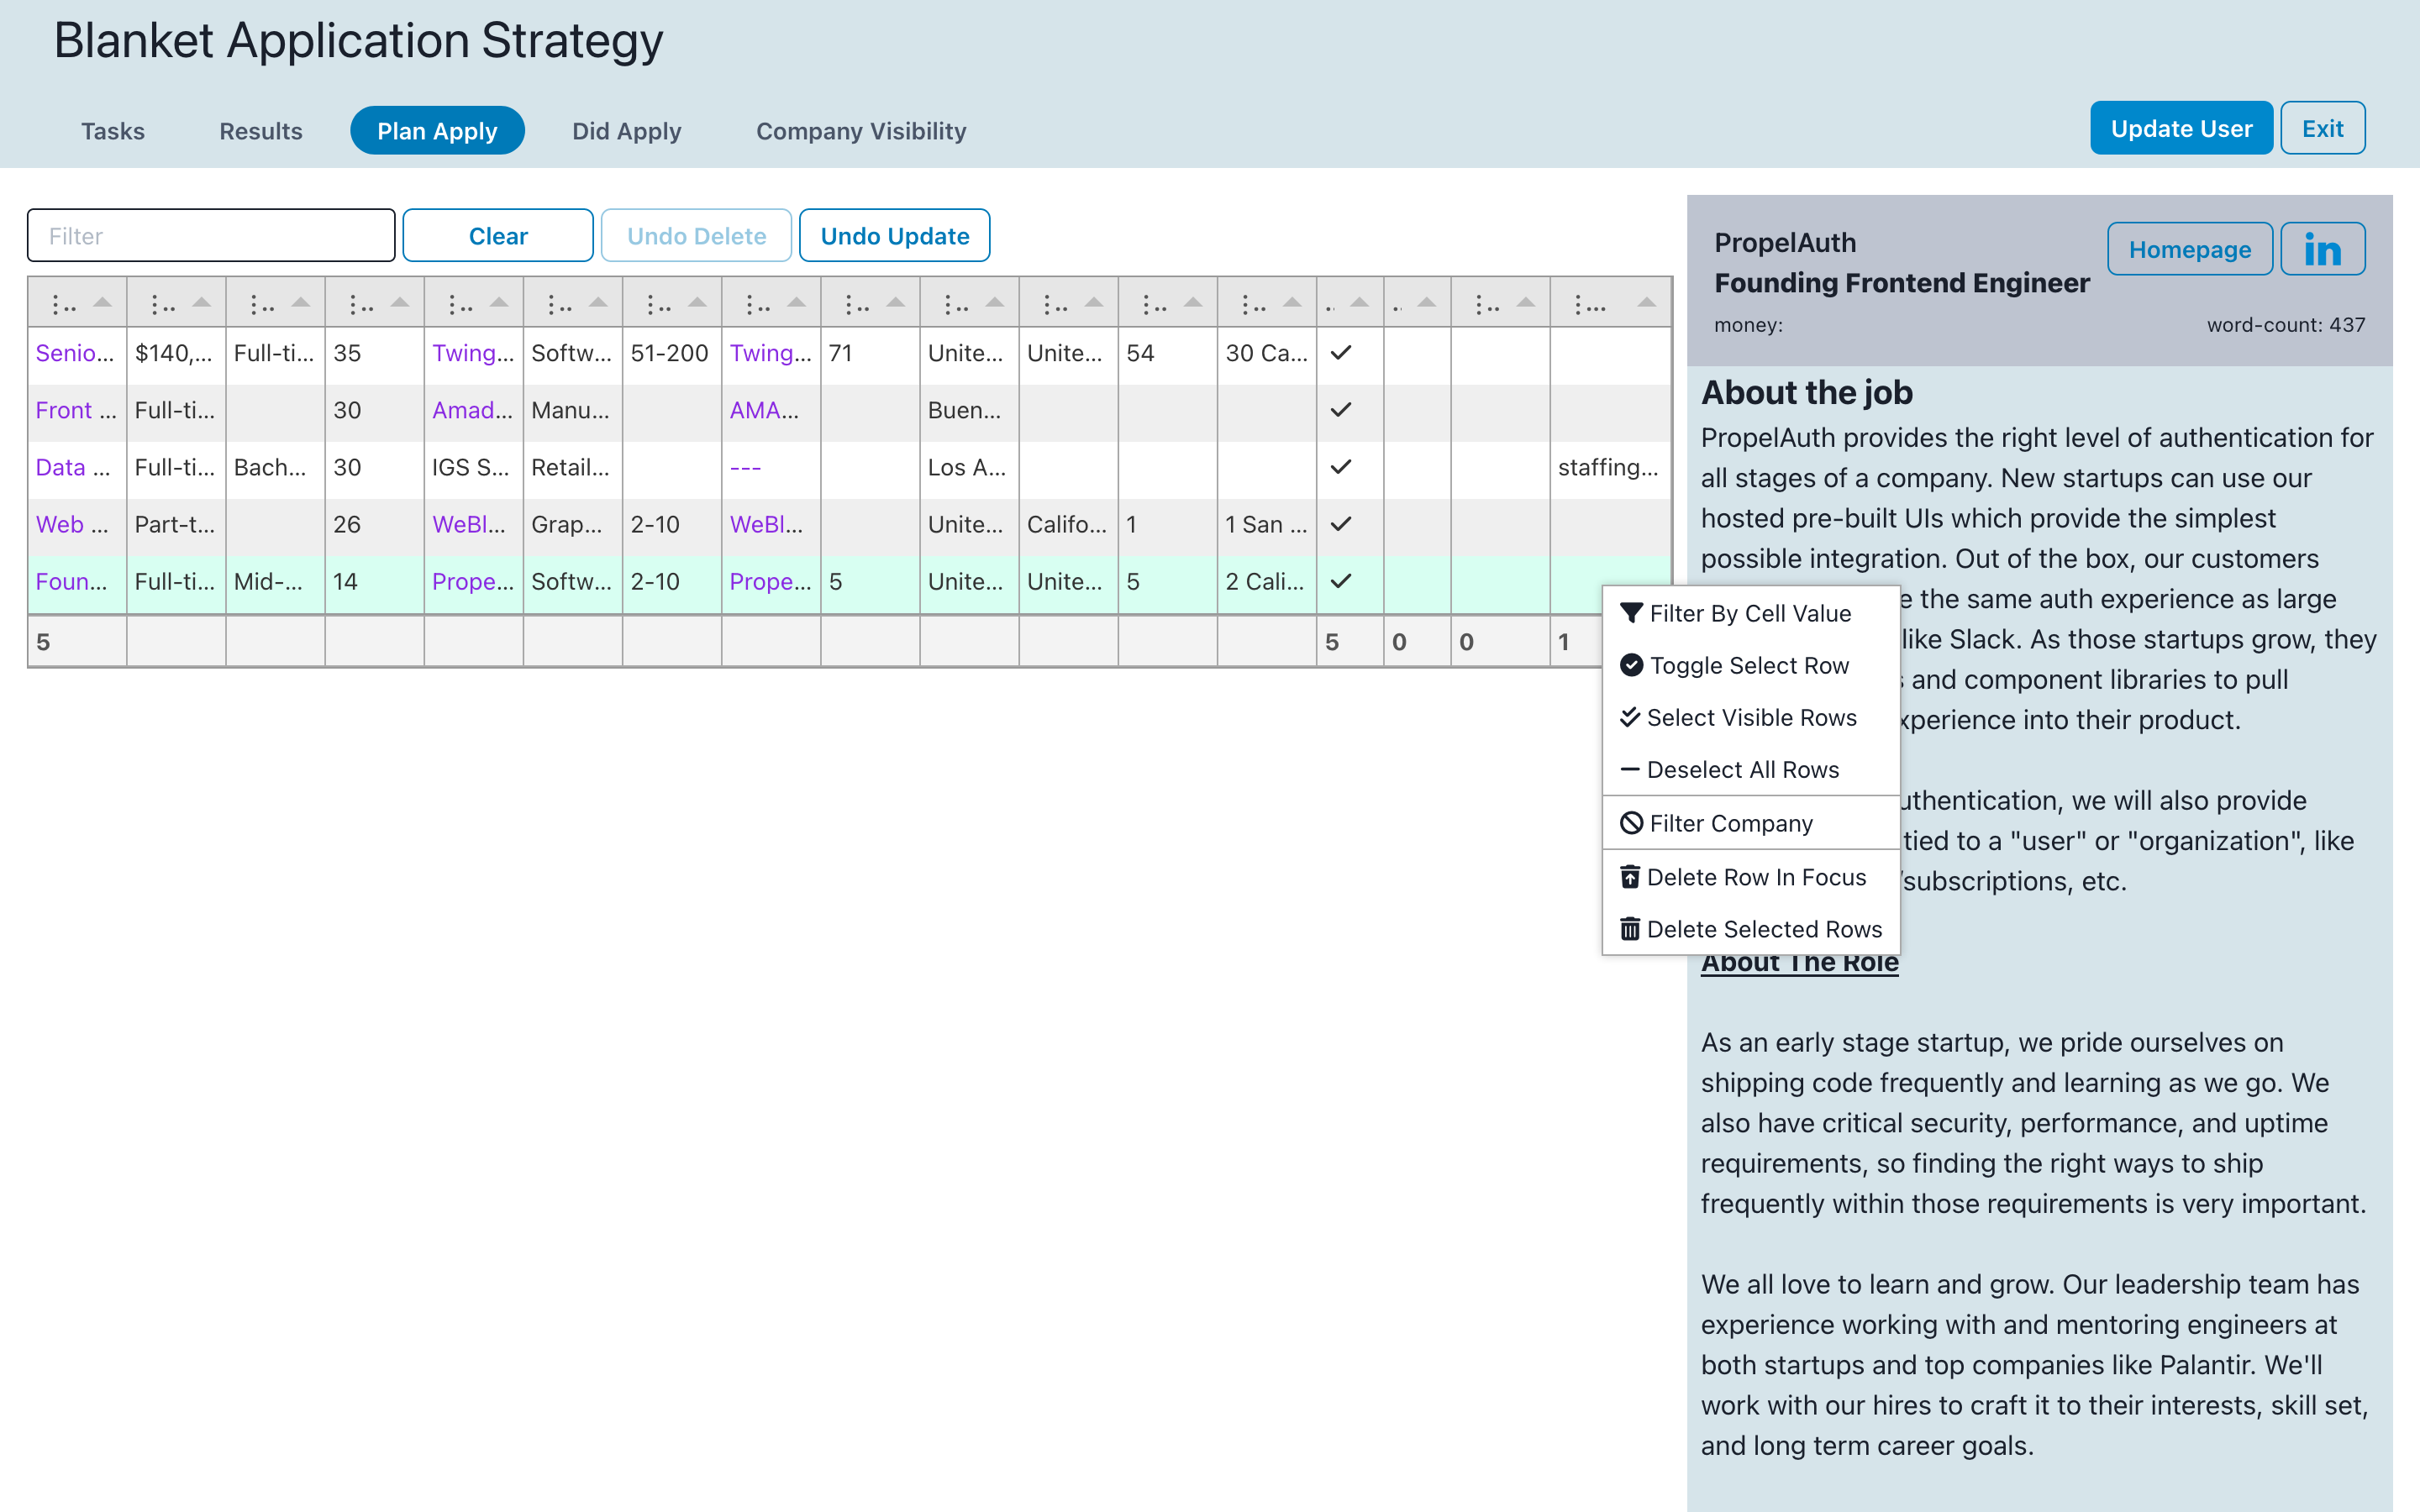 Blanket Application Strategy
Tasks Results Plan Apply Did Apply Company Visibility Update User Exit
Filter Clear Undo Delete Undo Update
Senio... $140,... Full-ti... 35 Twing... Softw... 51-200 Twing... 71 Unite... Unite... 54 30 Ca...
Front ... Full-ti... 30 Amad... Manu... AMA... Buen...
Data ... Full-ti... Bach... 30 IGS S... Retail... --- Los A... staffing...
Web ... Part-t... 26 WeBl... Grap... 2-10 WeBl... Unite... Califo... 1 1 San ...
Foun... Full-ti... Mid-... 14 Prope... Softw... 2-10 Prope... 5 Unite... Unite... 5 2 Cali...
5 5 0 0 1
Filter By Cell Value
Toggle Select Row
Select Visible Rows
Deselect All Rows
Filter Company
Delete Row In Focus
Delete Selected Rows
PropelAuth
Homepage in
Founding Frontend Engineer
money: word-count: 437
About the job
PropelAuth provides the right level of authentication for
all stages of a company. New startups can use our
hosted pre-built UIs which provide the simplest
possible integration. Out of the box, our customers
the same auth experience as large
like Slack. As those startups grow, they
and component libraries to pull
xperience into their product.
uthentication, we will also provide
tied to a "user" or "organization", like
/subscriptions, etc.
About The Role
As an early stage startup, we pride ourselves on
shipping code frequently and learning as we go. We
also have critical security, performance, and uptime
requirements, so finding the right ways to ship
frequently within those requirements is very important.
We all love to learn and grow. Our leadership team has
experience working with and mentoring engineers at
both startups and top companies like Palantir. We'll
work with our hires to craft it to their interests, skill set,
and long term career goals.